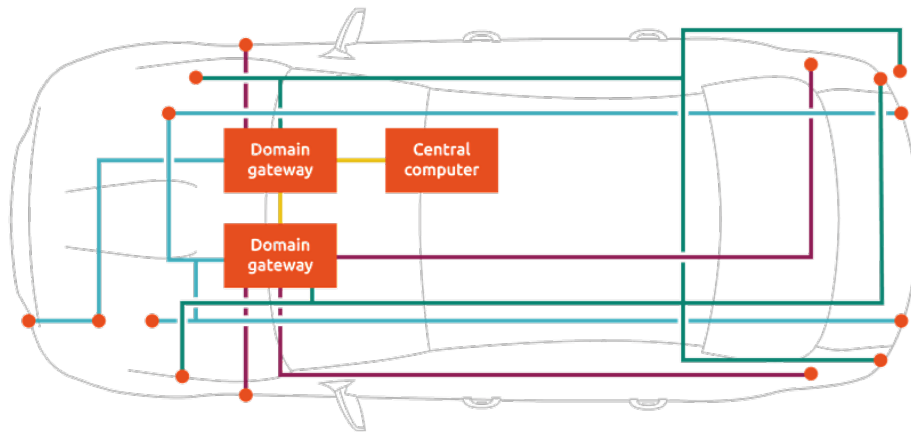 Domain
gateway
Central
computer
Domain
gateway